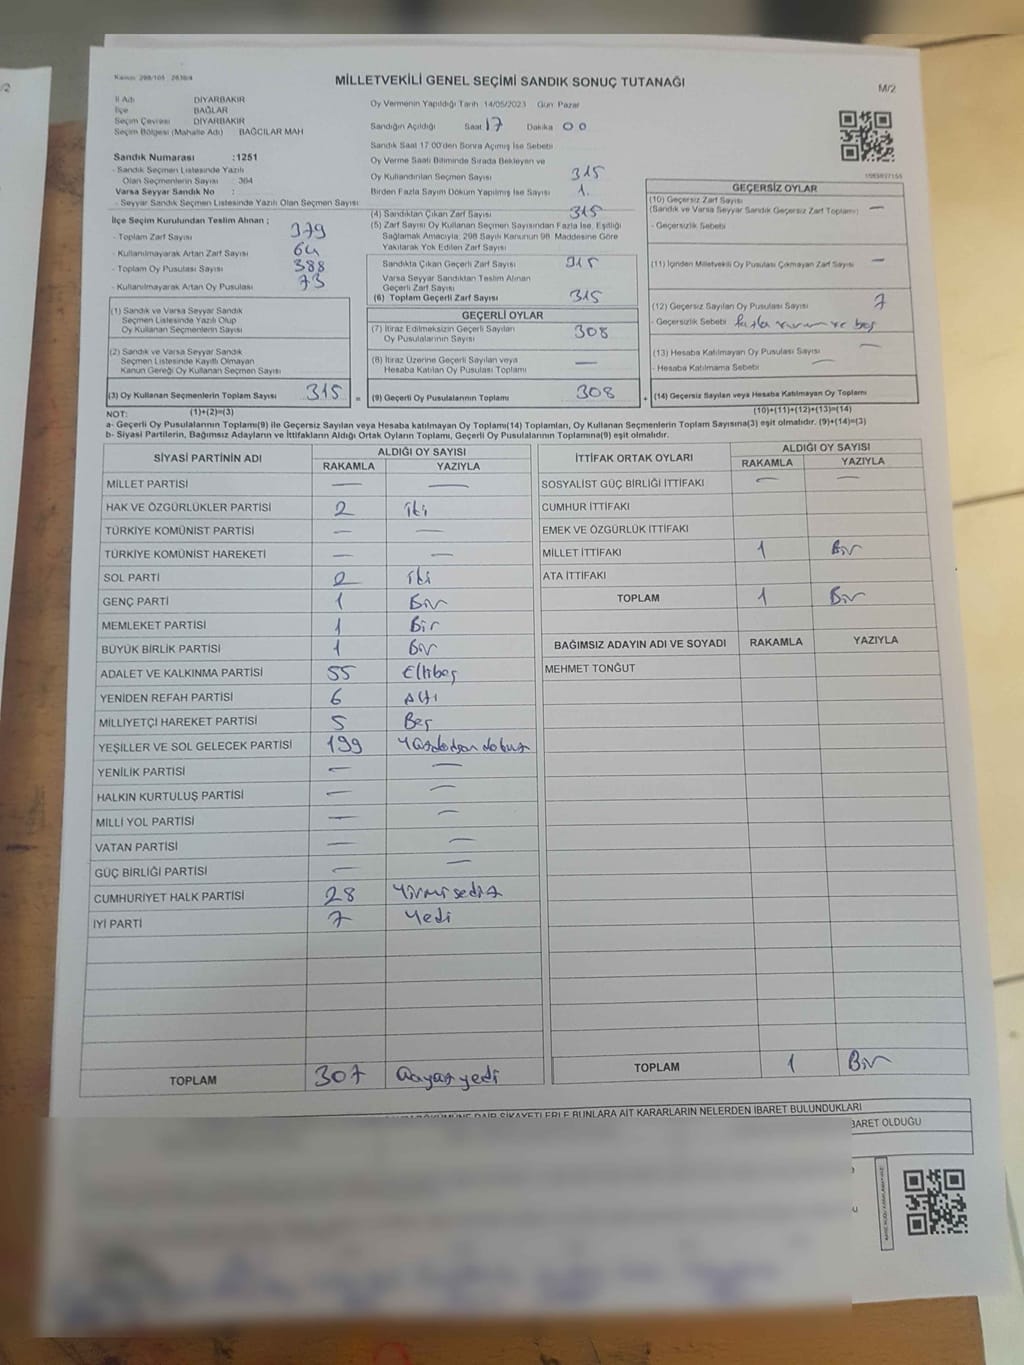 Kanun: 298/105 2839/4
MİLLETVEKİLİ GENEL SEÇİMİ SANDIK SONUÇ TUTANAĞI
M/2
İl Adı DİYARBAKIR
İlçe BAĞLAR
Seçim Çevresi DİYARBAKIR
Seçim Bölgesi (Mahalle Adı) BAĞCILAR MAH
Oy Vermenin Yapıldığı Tarih 14/05/2023 Gün Pazar
Sandığın Açıldığı Saat 17 Dakika 00
Sandık Saat 17:00'den Sonra Açımış İse Sebebi
Sandık Numarası :1251
- Sandık Seçmen Listesinde Yazılı
Olan Seçmenlerin Sayısı : 364
Varsa Seyyar Sandık No :
- Seyyar Sandık Seçmen Listesinde Yazılı Olan Seçmen Sayısı
Oy Verme Saati Bitiminde Sırada Bekleyen ve
Oy Kullandırılan Seçmen Sayısı 315
Birden Fazla Sayım Döküm Yapılmış İse Sayısı 1.
İlçe Seçim Kurulundan Teslim Alınan ;
- Toplam Zarf Sayısı 379
- Kullanılmayarak Artan Zarf Sayısı 64
- Toplam Oy Pusulası Sayısı 388
- Kullanılmayarak Artan Oy Pusulası 73
(4) Sandıktan Çıkan Zarf Sayısı 315
(5) Zarf Sayısı Oy Kullanan Seçmen Sayısından Fazla İse, Eşitliği
Sağlamak Amacıyla, 298 Sayılı Kanunun 98. Maddesine Göre
Yakılarak Yok Edilen Zarf Sayısı
Sandıkta Çıkan Geçerli Zarf Sayısı 315
Varsa Seyyar Sandıktan Teslim Alınan
Geçerli Zarf Sayısı
(6) Toplam Geçerli Zarf Sayısı 315
GEÇERSİZ OYLAR
(10) Geçersiz Zarf Sayısı
(Sandık ve Varsa Seyyar Sandık Geçersiz Zarf Toplamı) —
- Geçersizlik Sebebi
(11) İçinden Milletvekili Oy Pusulası Çıkmayan Zarf Sayısı —
(12) Geçersiz Sayılan Oy Pusulası Sayısı 7
- Geçersizlik Sebebi fazla ve boş
(13) Hesaba Katılmayan Oy Pusulası Sayısı —
- Hesaba Katılmama Sebebi —
(14) Geçersiz Sayılan veya Hesaba Katılmayan Oy Toplamı
(1) Sandık ve Varsa Seyyar Sandık
Seçmen Listesinde Yazılı Olup
Oy Kullanan Seçmenlerin Sayısı
(2) Sandık ve Varsa Seyyar Sandık
Seçmen Listesinde Kayıtlı Olmayan
Kanun Gereği Oy Kullanan Seçmen Sayısı
(3) Oy Kullanan Seçmenlerin Toplam Sayısı 315 =
GEÇERLİ OYLAR
(7) İtiraz Edilmeksizin Geçerli Sayılan
Oy Pusulalarının Sayısı 308
(8) İtiraz Üzerine Geçerli Sayılan veya
Hesaba Katılan Oy Pusulası Toplamı —
(9) Geçerli Oy Pusulalarının Toplamı 308 +
NOT: (1)+(2)=(3) (10)+(11)+(12)+(13)=(14)
a- Geçerli Oy Pusulalarının Toplamı(9) ile Geçersiz Sayılan veya Hesaba katılmayan Oy Toplamı(14) Toplamları, Oy Kullanan Seçmenlerin Toplam Sayısına(3) eşit olmalıdır. (9)+(14)=(3)
b- Siyasi Partilerin, Bağımsız Adayların ve İttifakların Aldığı Ortak Oyların Toplamı, Geçerli Oy Pusulalarının Toplamına(9) eşit olmalıdır.
SİYASİ PARTİNİN ADI ALDIĞI OY SAYISI
RAKAMLA YAZIYLA
MİLLET PARTİSİ — —
HAK VE ÖZGÜRLÜKLER PARTİSİ 2 iki
TÜRKİYE KOMÜNİST PARTİSİ — —
TÜRKİYE KOMÜNİST HAREKETİ — —
SOL PARTİ 2 iki
GENÇ PARTİ 1 Bir
MEMLEKET PARTİSİ 1 Bir
BÜYÜK BİRLİK PARTİSİ 1 Bir
ADALET VE KALKINMA PARTİSİ 55 Ellibeş
YENİDEN REFAH PARTİSİ 6 Altı
MİLLİYETÇİ HAREKET PARTİSİ 5 Beş
YEŞİLLER VE SOL GELECEK PARTİSİ 199 Yüzdoksan dokuz
YENİLİK PARTİSİ — —
HALKIN KURTULUŞ PARTİSİ — —
MİLLİ YOL PARTİSİ — —
VATAN PARTİSİ — —
GÜÇ BİRLİĞİ PARTİSİ — —
CUMHURİYET HALK PARTİSİ 28 Yirmi sekiz
İYİ PARTİ 7 Yedi
TOPLAM 307 üçyüz yedi
İTTİFAK ORTAK OYLARI ALDIĞI OY SAYISI
RAKAMLA YAZIYLA
SOSYALİST GÜÇ BİRLİĞİ İTTİFAKI — —
CUMHUR İTTİFAKI
EMEK VE ÖZGÜRLÜK İTTİFAKI
MİLLET İTTİFAKI 1 Bir
ATA İTTİFAKI
TOPLAM 1 Bir
BAĞIMSIZ ADAYIN ADI VE SOYADI RAKAMLA YAZIYLA
MEHMET TONĞUT
TOPLAM 1 Bir
ŞİKAYETLERLE BUNLARA AİT KARARLARIN NELERDEN İBARET BULUNDUKLARI
BARET OLDUĞU